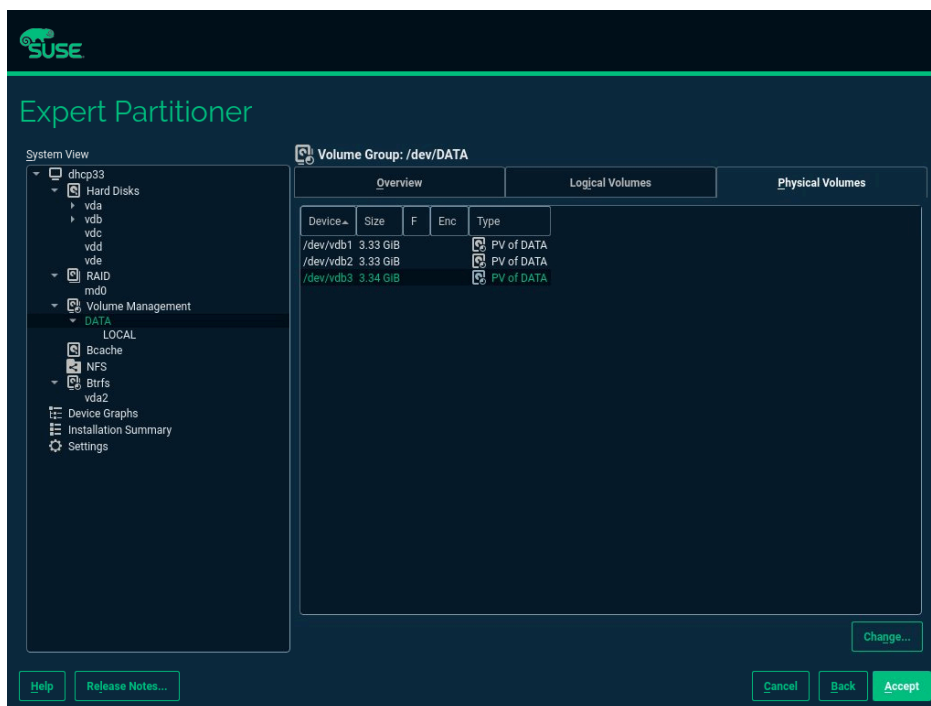 SUSE
Expert Partitioner
System View
dhcp33
Hard Disks
vda
vdb
vdc
vdd
vde
RAID
md0
Volume Management
DATA
LOCAL
Bcache
NFS
Btrfs
vda2
Device Graphs
Installation Summary
Settings
Volume Group: /dev/DATA
Overview Logical Volumes Physical Volumes
Device Size F Enc Type
/dev/vdb1 3.33 GiB PV of DATA
/dev/vdb2 3.33 GiB PV of DATA
/dev/vdb3 3.34 GiB PV of DATA
Change...
Help Release Notes... Cancel Back Accept